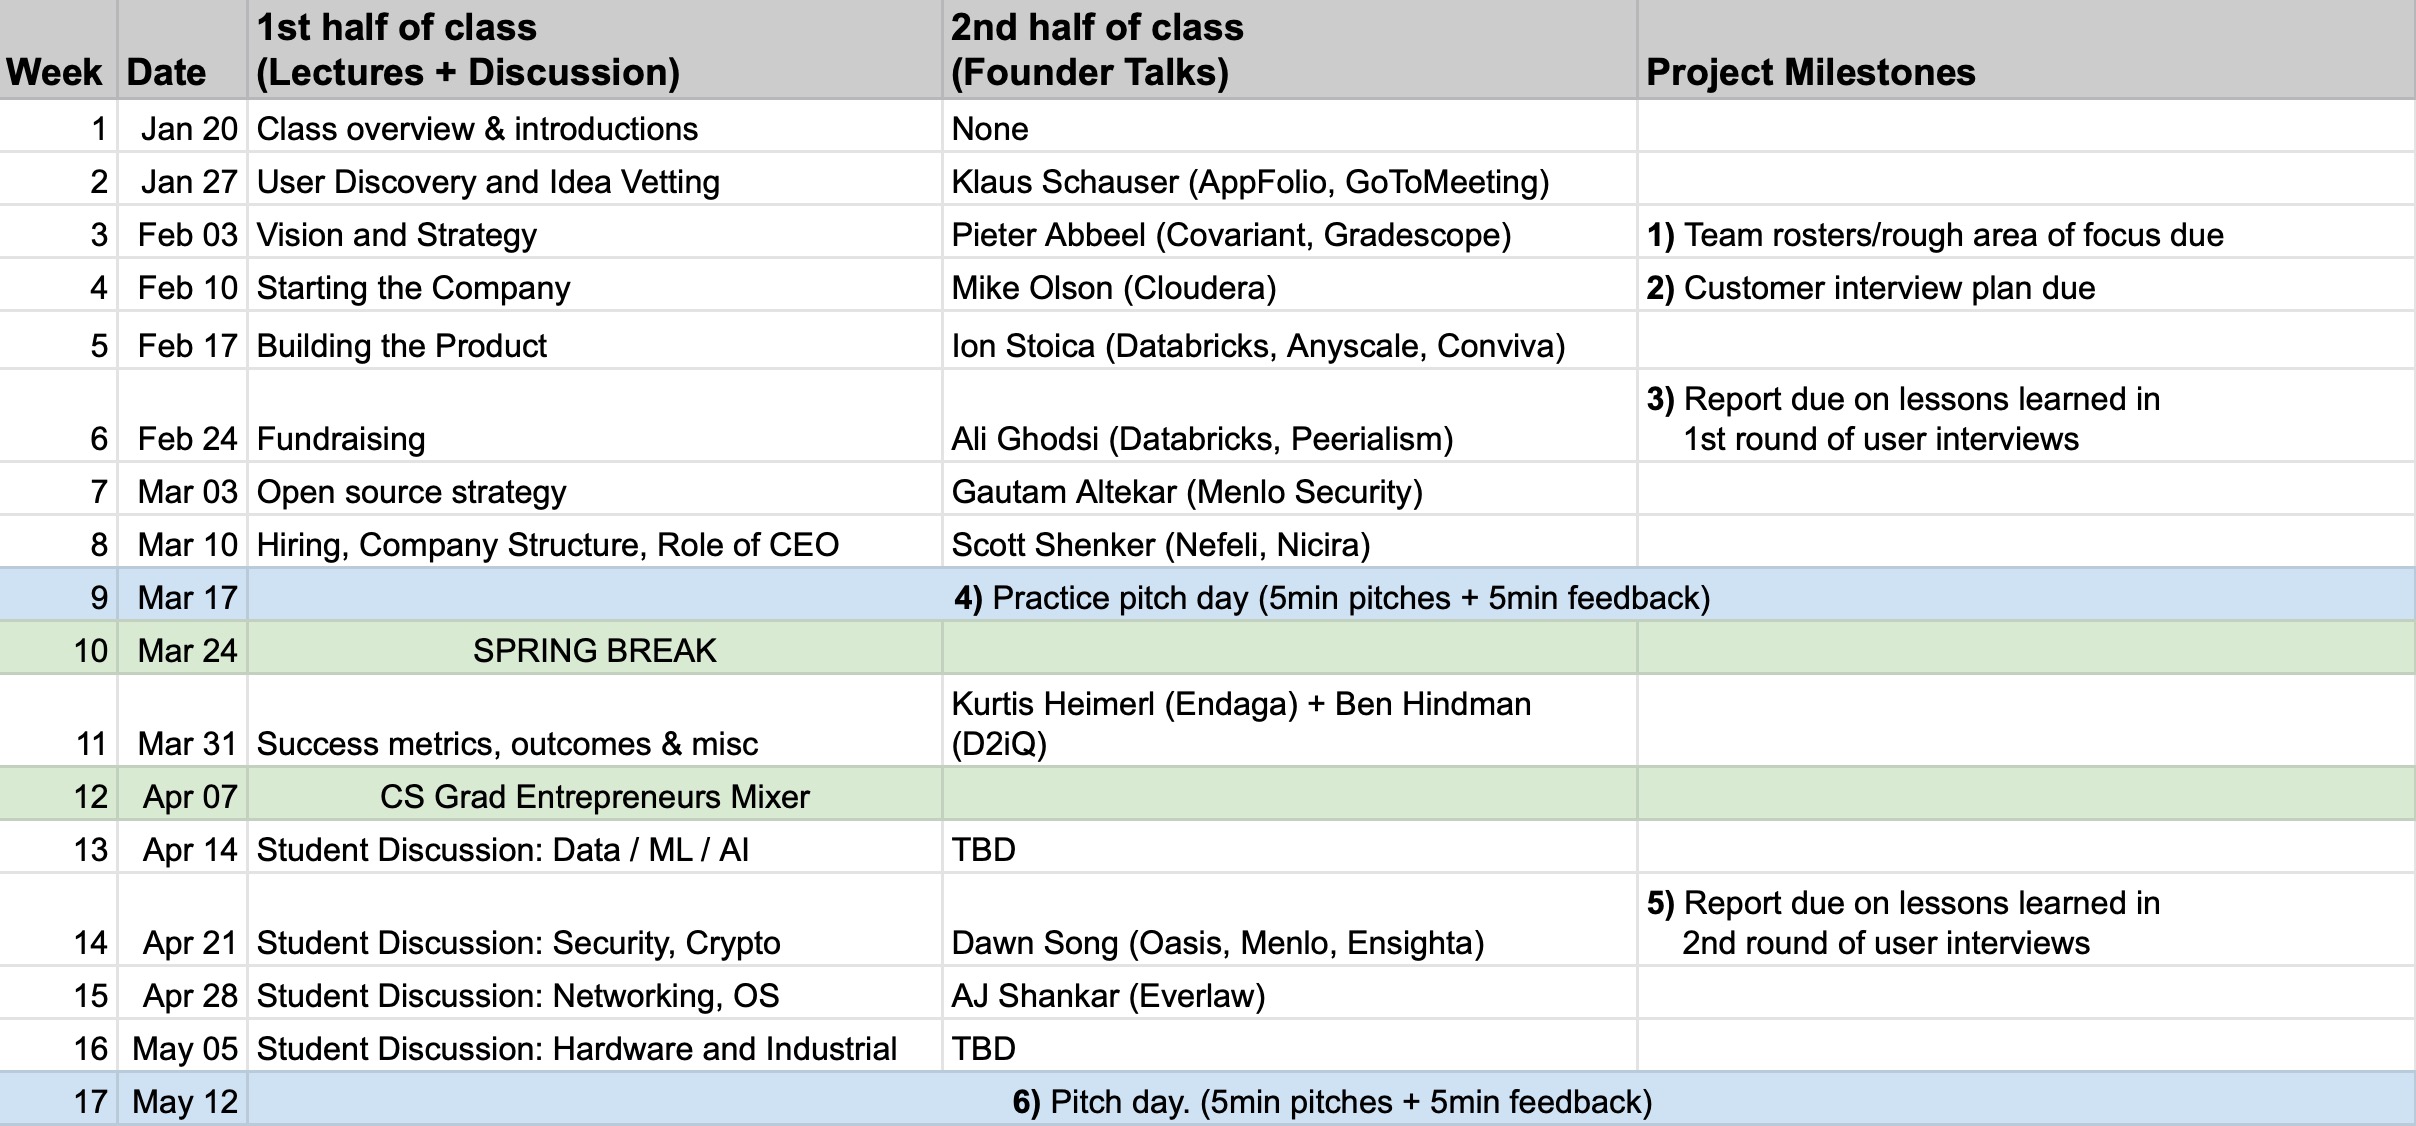 Week Date 1st half of class (Lectures + Discussion) 2nd half of class (Founder Talks) Project Milestones
1 Jan 20 Class overview & introductions None
2 Jan 27 User Discovery and Idea Vetting Klaus Schauser (AppFolio, GoToMeeting)
3 Feb 03 Vision and Strategy Pieter Abbeel (Covariant, Gradescope) 1) Team rosters/rough area of focus due
4 Feb 10 Starting the Company Mike Olson (Cloudera) 2) Customer interview plan due
5 Feb 17 Building the Product Ion Stoica (Databricks, Anyscale, Conviva)
6 Feb 24 Fundraising Ali Ghodsi (Databricks, Peerialism) 3) Report due on lessons learned in
1st round of user interviews
7 Mar 03 Open source strategy Gautam Altekar (Menlo Security)
8 Mar 10 Hiring, Company Structure, Role of CEO Scott Shenker (Nefeli, Nicira)
9 Mar 17 4) Practice pitch day (5min pitches + 5min feedback)
10 Mar 24 SPRING BREAK
11 Mar 31 Success metrics, outcomes & misc Kurtis Heimerl (Endaga) + Ben Hindman
(D2iQ)
12 Apr 07 CS Grad Entrepreneurs Mixer
13 Apr 14 Student Discussion: Data / ML / AI TBD
14 Apr 21 Student Discussion: Security, Crypto Dawn Song (Oasis, Menlo, Ensighta) 5) Report due on lessons learned in
2nd round of user interviews
15 Apr 28 Student Discussion: Networking, OS AJ Shankar (Everlaw)
16 May 05 Student Discussion: Hardware and Industrial TBD
17 May 12 6) Pitch day. (5min pitches + 5min feedback)